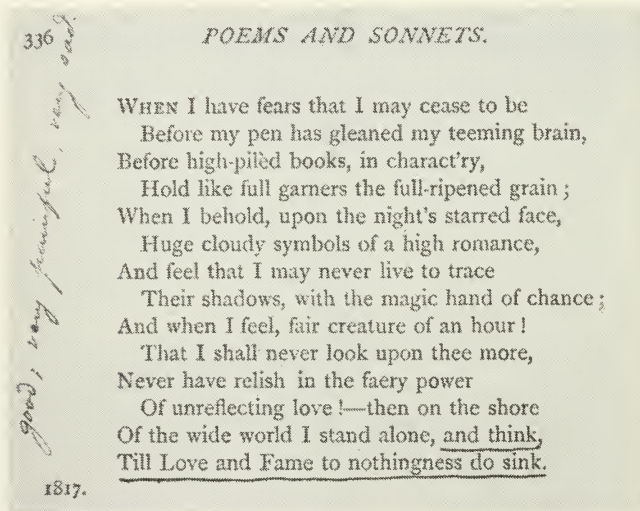 336
POEMS AND SONNETS.
good, very painful, very sad.
WHEN I have fears that I may cease to be
Before my pen has gleaned my teeming brain,
Before high-pilèd books, in charact'ry,
Hold like full garners the full-ripened grain;
When I behold, upon the night's starred face,
Huge cloudy symbols of a high romance,
And feel that I may never live to trace
Their shadows, with the magic hand of chance;
And when I feel, fair creature of an hour!
That I shall never look upon thee more,
Never have relish in the faery power
Of unreflecting love!—then on the shore
Of the wide world I stand alone, and think,
Till Love and Fame to nothingness do sink.
1817.